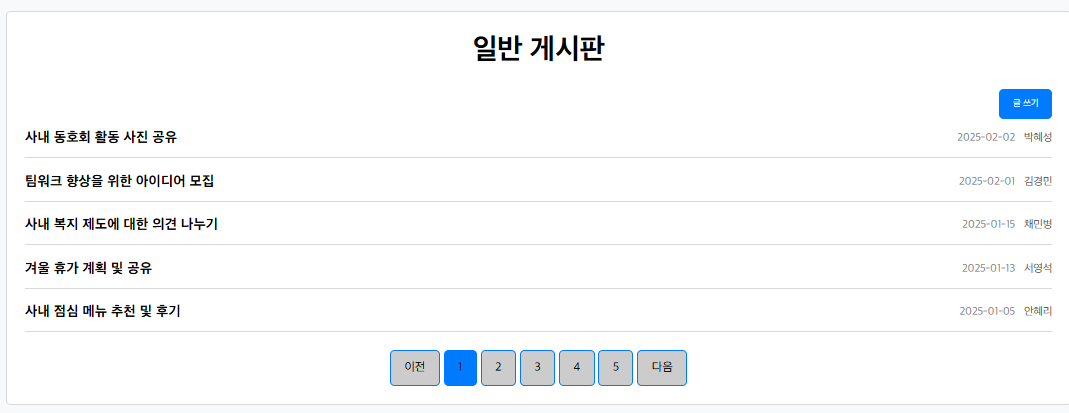 일반 게시판
글 쓰기
사내 동호회 활동 사진 공유 2025-02-02 박혜성
팀워크 향상을 위한 아이디어 모집 2025-02-01 김경민
사내 복지 제도에 대한 의견 나누기 2025-01-15 채민병
겨울 휴가 계획 및 공유 2025-01-13 서영석
사내 점심 메뉴 추천 및 후기 2025-01-05 안혜리
이전 1 2 3 4 5 다음